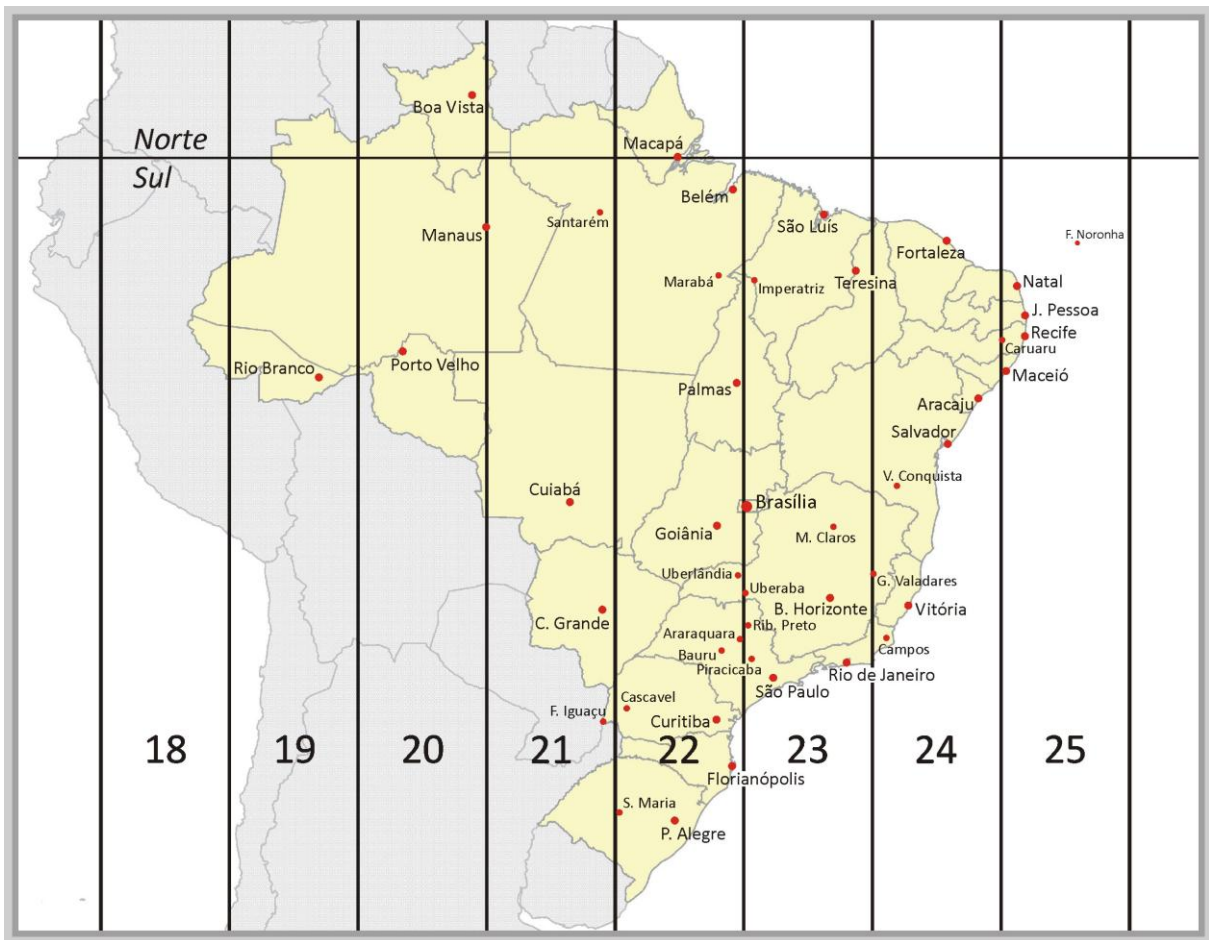 Boa Vista
Norte
Sul
Macapá
Belém
Santarém
Manaus
São Luís
Fortaleza
F. Noronha
Marabá
Imperatriz
Teresina
Natal
J. Pessoa
Recife
Caruaru
Rio Branco
Porto Velho
Maceió
Palmas
Aracaju
Salvador
V. Conquista
Cuiabá
Brasília
Goiânia
M. Claros
Uberlândia
G. Valadares
Uberaba
B. Horizonte
Vitória
C. Grande
Rib. Preto
Araraquara
Campos
Bauru
Piracicaba
Rio de Janeiro
São Paulo
Cascavel
F. Iguaçu
Curitiba
18 19 20 21 22 23 24 25
Florianópolis
S. Maria
P. Alegre